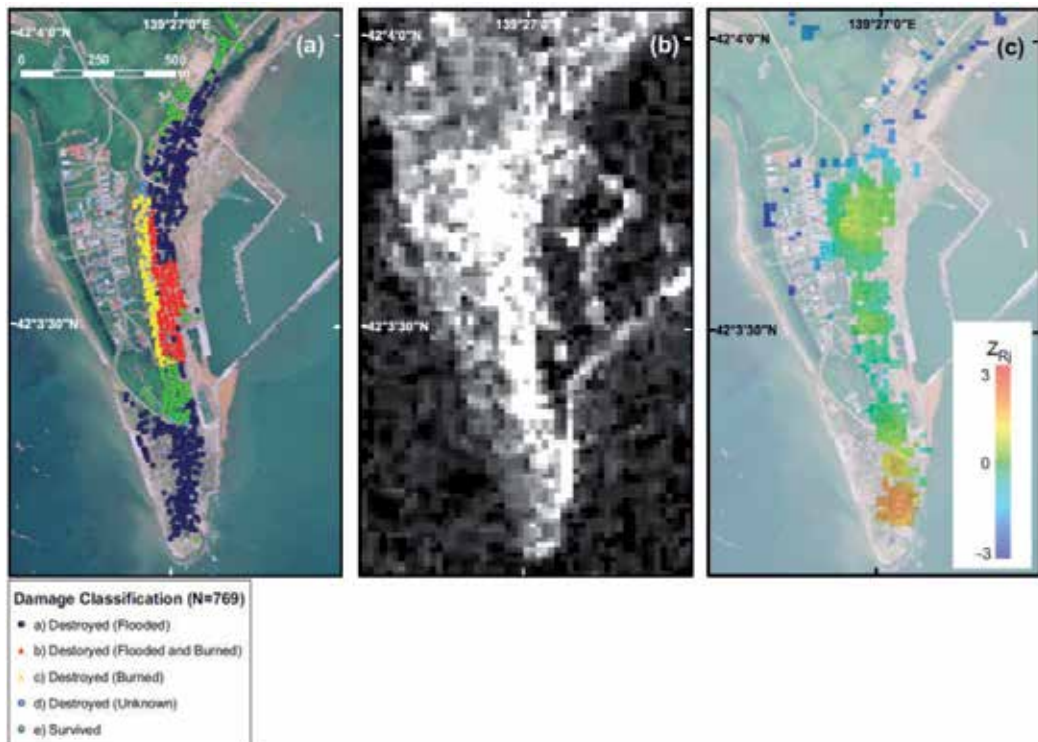 139°27'0"E
42°4'0"N
(a)
0 250 500
42°3'30"N
139°27'0"E
42°4'0"N
(b)
42°3'30"N
139°27'0"E
42°4'0"N
(c)
42°3'30"N
Z_Rj
3
0
-3
Damage Classification (N=769)
a) Destroyed (Flooded)
b) Destoryed (Flooded and Burned)
c) Destroyed (Burned)
d) Destroyed (Unknown)
e) Survived